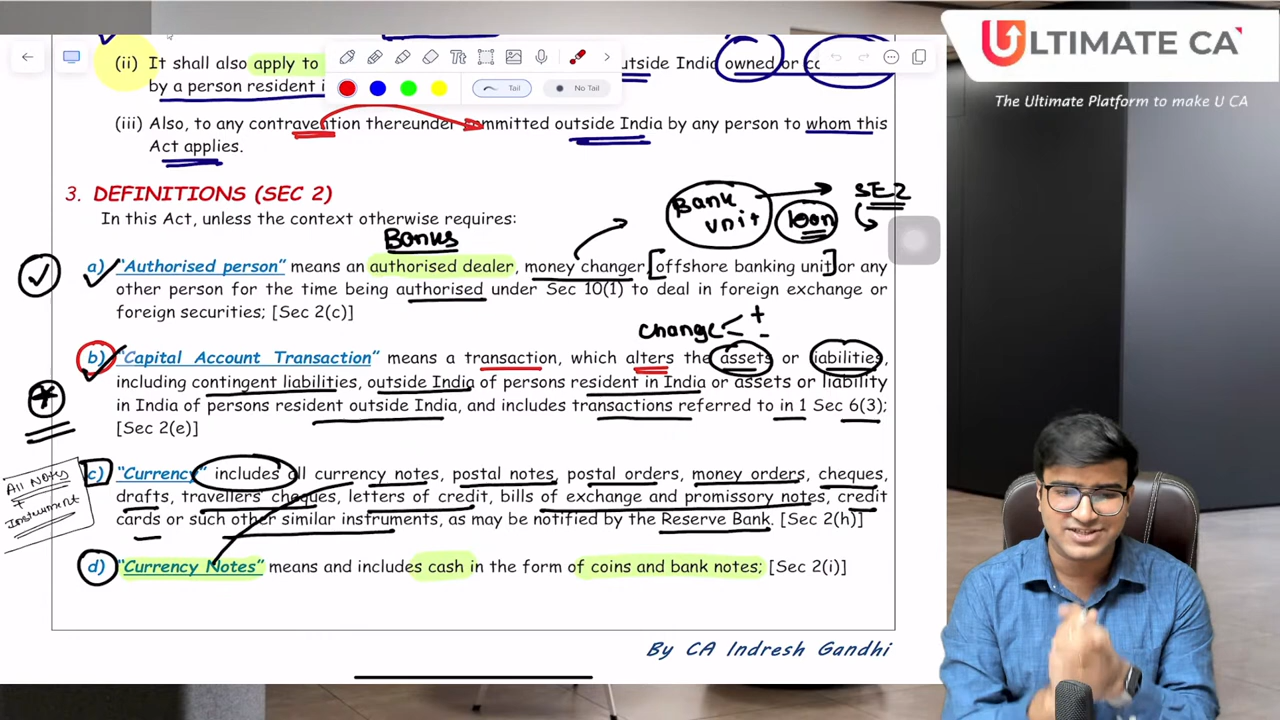 ULTIMATE CA
The Ultimate Platform to make U CA
(ii) It shall also apply to
utside India owned or co
by a person resident i
Tail
No Tail
(iii) Also, to any contravention thereunder committed outside India by any person to whom this
Act applies.
3. DEFINITIONS (SEC 2)
Bank unit
loan
SEZ
In this Act, unless the context otherwise requires:
Banks
a) "Authorised person" means an authorised dealer, money changer, [offshore banking unit] or any
other person for the time being authorised under Sec 10(1) to deal in foreign exchange or
foreign securities; [Sec 2(c)]
change + -
b) "Capital Account Transaction" means a transaction, which alters the assets or liabilities,
including contingent liabilities, outside India of persons resident in India or assets or liability
in India of persons resident outside India, and includes transactions referred to in 1 Sec 6(3);
[Sec 2(e)]
All Notes
+
Instrument
c) "Currency" includes all currency notes, postal notes, postal orders, money orders, cheques,
drafts, travellers cheques, letters of credit, bills of exchange and promissory notes, credit
cards or such other similar instruments, as may be notified by the Reserve Bank. [Sec 2(h)]
d) "Currency Notes" means and includes cash in the form of coins and bank notes; [Sec 2(i)]
By CA Indresh Gandhi